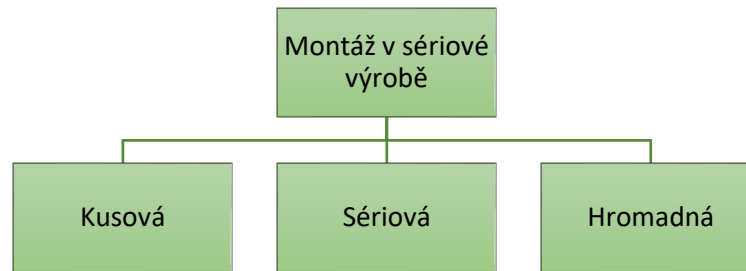 Montáž v sériové
výrobě
Kusová
Sériová
Hromadná